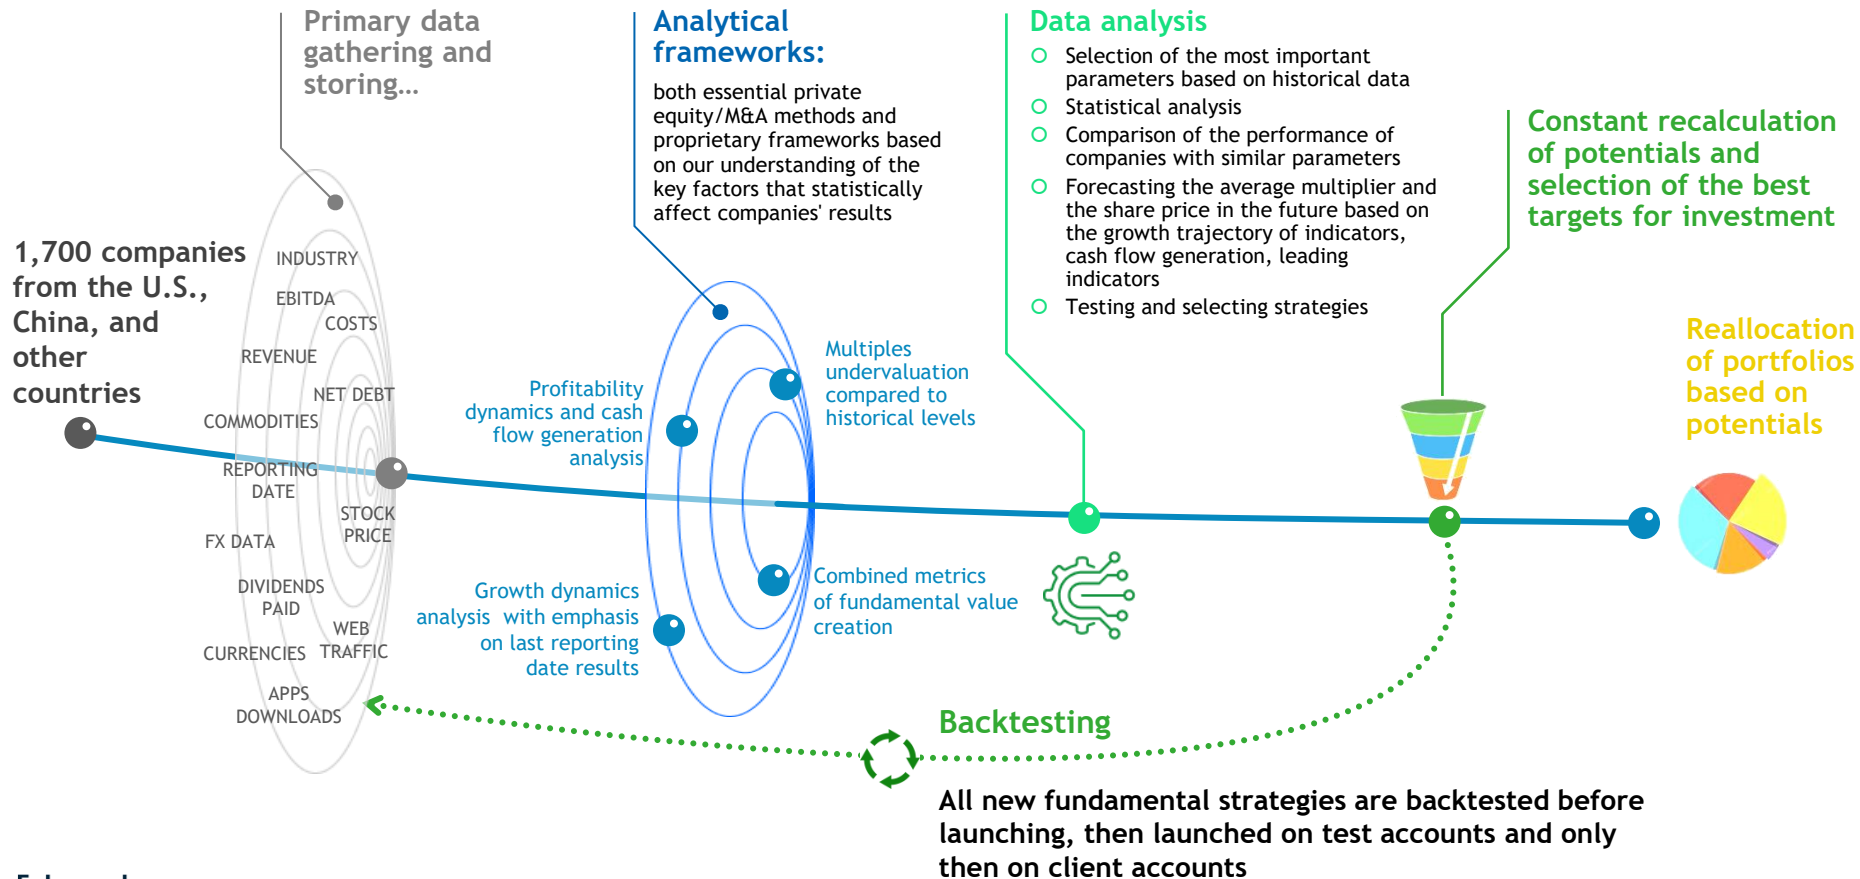 Primary data
gathering and
storing…
Analytical
frameworks:
both essential private
equity/M&A methods and
proprietary frameworks based
on our understanding of the
key factors that statistically
affect companies' results
Data analysis
Selection of the most important
parameters based on historical data
Statistical analysis
Comparison of the performance of
companies with similar parameters
Forecasting the average multiplier and
the share price in the future based on
the growth trajectory of indicators,
cash flow generation, leading
indicators
Testing and selecting strategies
Constant recalculation
of potentials and
selection of the best
targets for investment
Reallocation
of portfolios
based on
potentials
1,700 companies
from the U.S.,
China, and
other
countries
INDUSTRY
EBITDA
COSTS
REVENUE
NET DEBT
COMMODITIES
REPORTING
DATE
STOCK
PRICE
FX DATA
DIVIDENDS
PAID
WEB
TRAFFIC
CURRENCIES
APPS
DOWNLOADS
Profitability
dynamics and cash
flow generation
analysis
Multiples
undervaluation
compared to
historical levels
Growth dynamics
analysis with emphasis
on last reporting
date results
Combined metrics
of fundamental value
creation
Backtesting
All new fundamental strategies are backtested before
launching, then launched on test accounts and only
then on client accounts